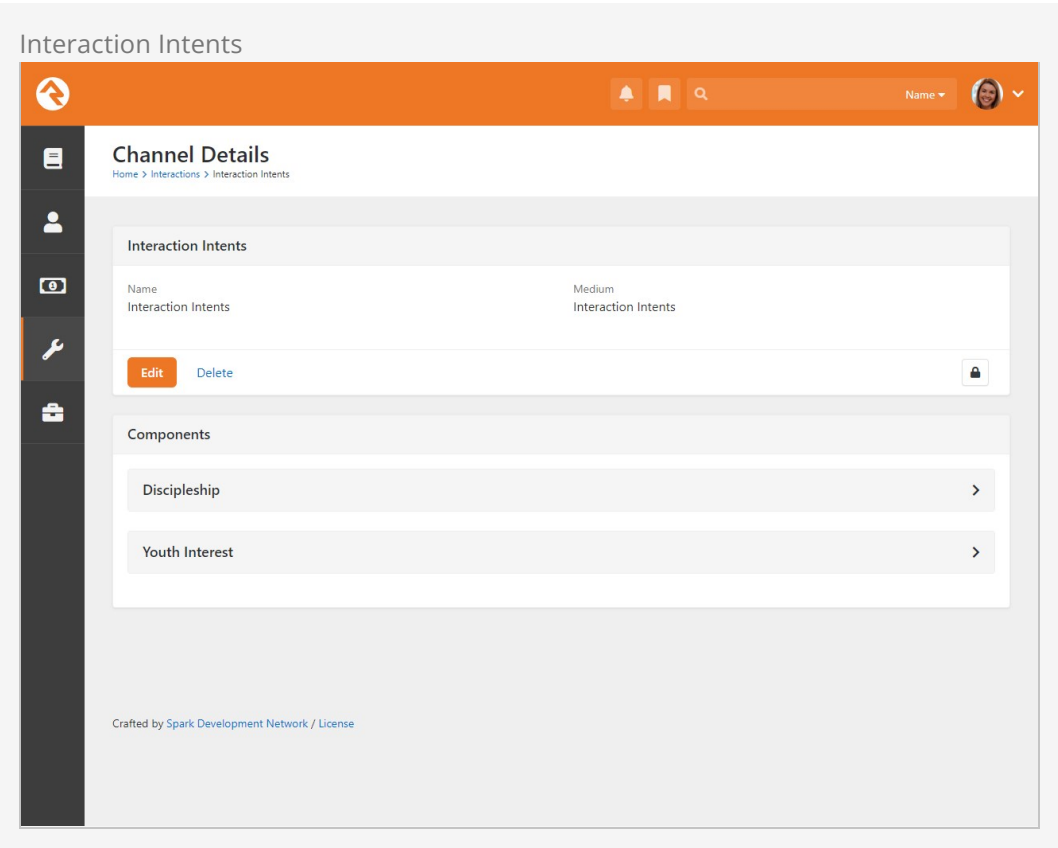 Interaction Intents
Name
Channel Details
Home > Interactions > Interaction Intents
Interaction Intents
Name
Medium
Interaction Intents
Interaction Intents
Edit
Delete
Components
Discipleship
Youth Interest
Crafted by Spark Development Network / License